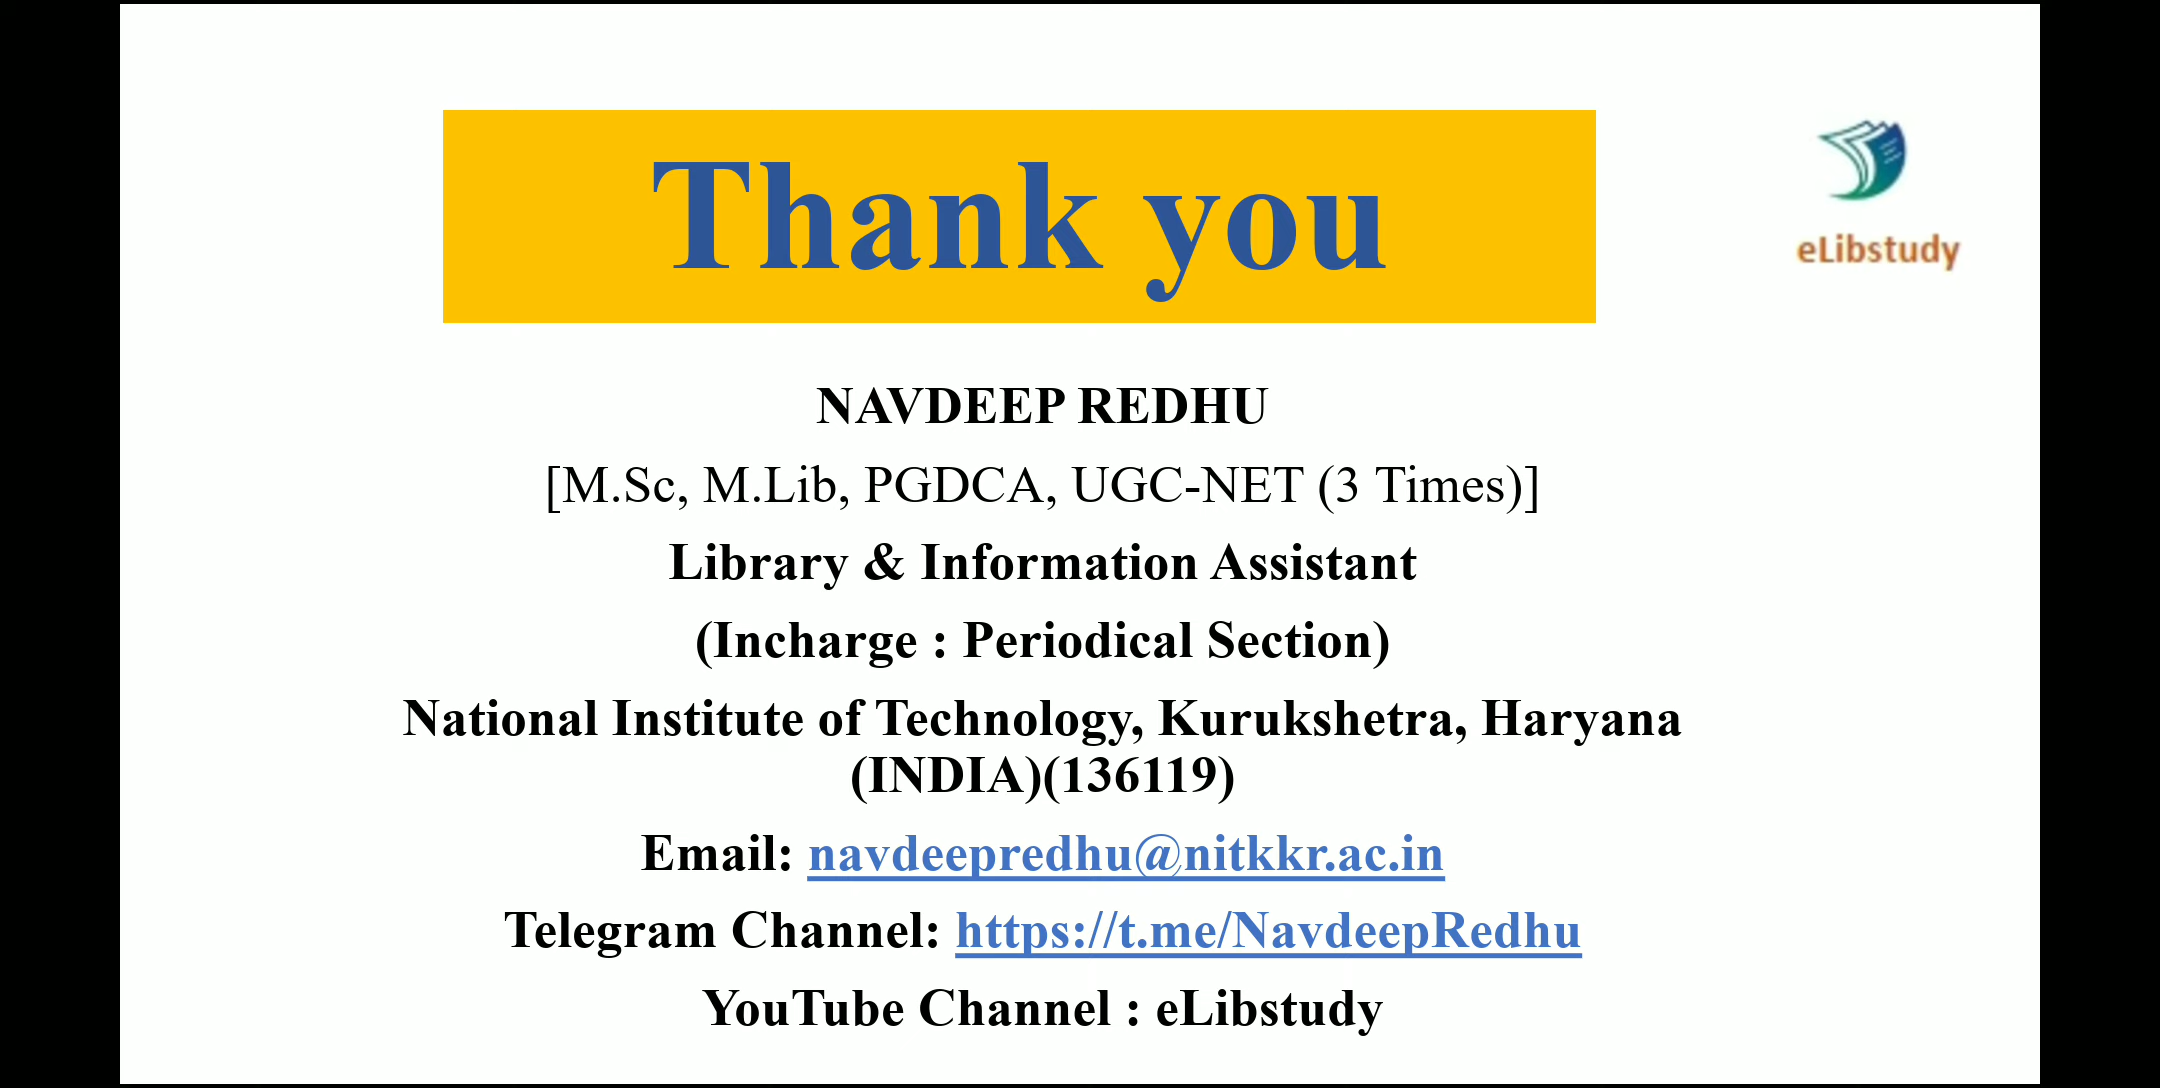 Thank you
eLibstudy
NAVDEEP REDHU
[M.Sc, M.Lib, PGDCA, UGC-NET (3 Times)]
Library & Information Assistant
(Incharge : Periodical Section)
National Institute of Technology, Kurukshetra, Haryana
(INDIA)(136119)
Email: navdeepredhu@nitkkr.ac.in
Telegram Channel: https://t.me/NavdeepRedhu
YouTube Channel : eLibstudy